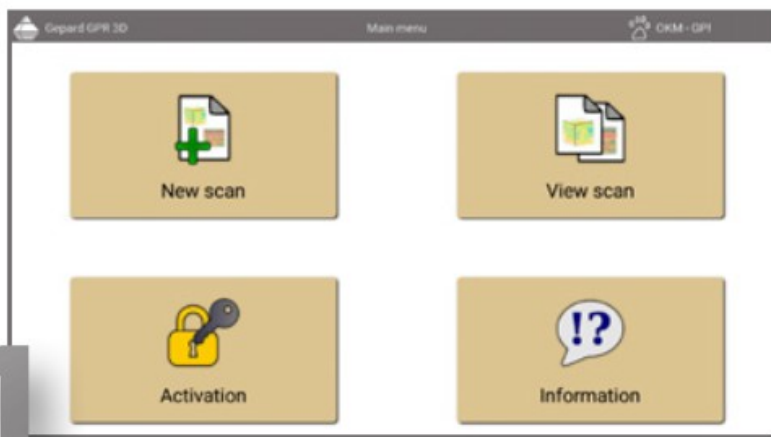 Gepard GPR 3D
Main menu
OKM - GPI
New scan
View scan
!?
Activation
Information